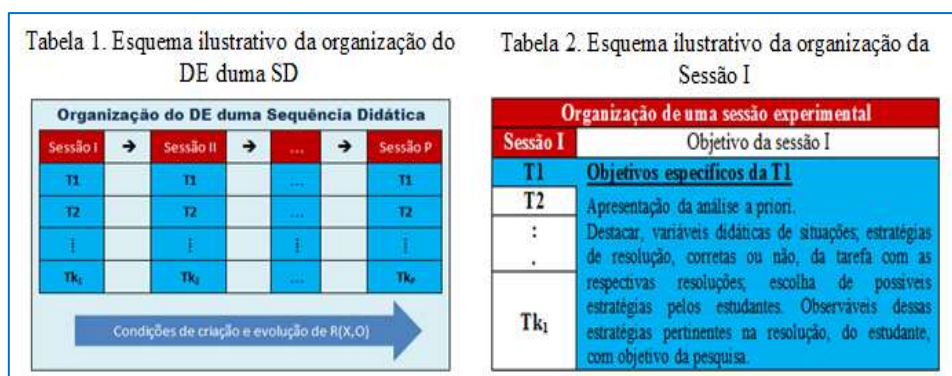 Tabela 1. Esquema ilustrativo da organização do
DE duma SD
Organização do DE duma Sequência Didática
Sessão I → Sessão II → ... → Sessão P
T1 T1 ... T1
T2 T2 ... T2
⋮ ⋮ ⋮ ⋮
Tk₁ Tk₂ ... Tkₚ
Condições de criação e evolução de R(X,O)
Tabela 2. Esquema ilustrativo da organização da
Sessão I
Organização de uma sessão experimental
Sessão I Objetivo da sessão I
T1 Objetivos específicos da T1
T2 Apresentação da análise a priori.
: Destacar, variáveis didáticas de situações; estratégias
. de resolução, corretas ou não, da tarefa com as
respectivas resoluções; escolha de possiveis
estratégias pelos estudantes. Observáveis dessas
Tk₁ estratégias pertinentes na resolução, do estudante,
com objetivo da pesquisa.